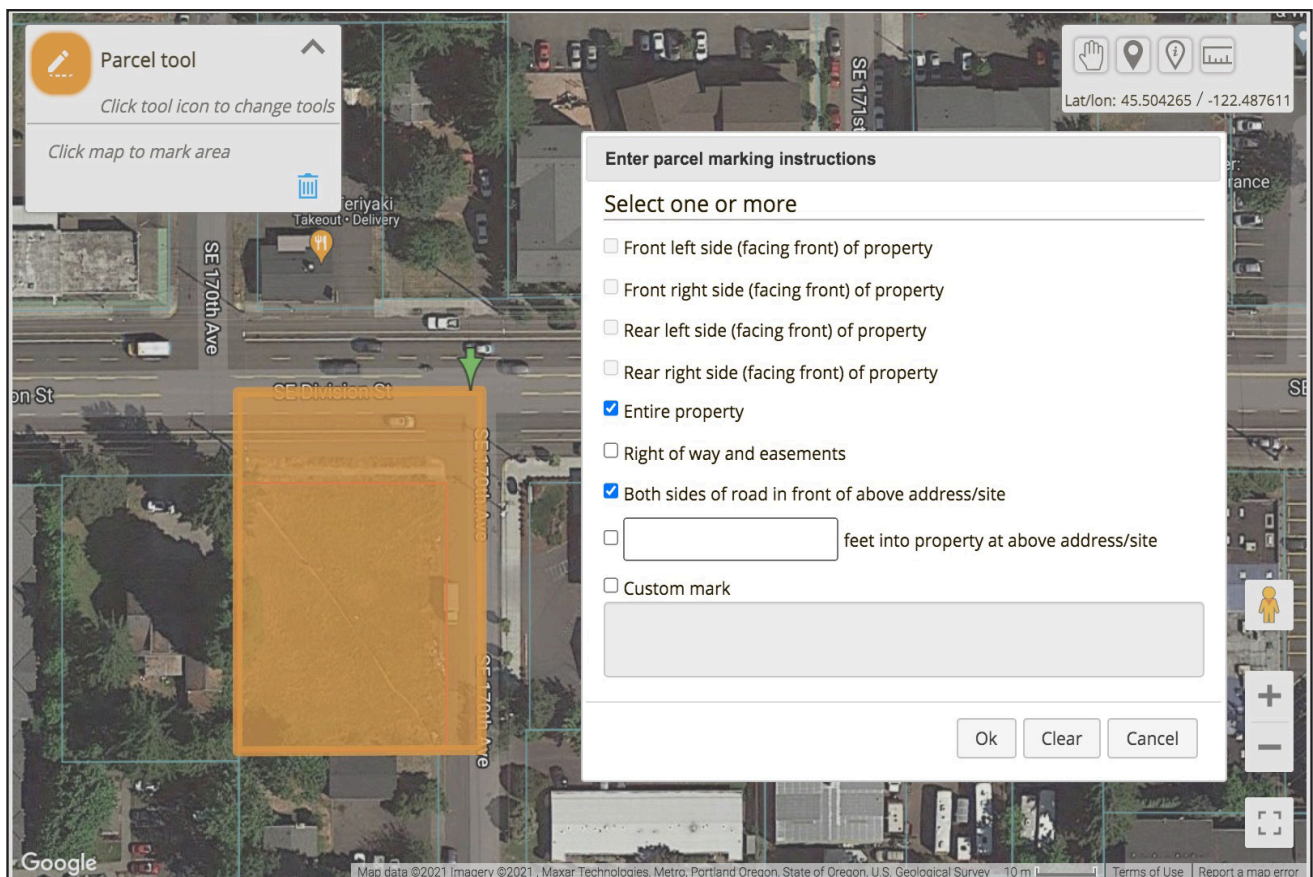 Parcel tool
Click tool icon to change tools
Click map to mark area
Lat/lon: 45.504265 / -122.487611
eriyaki
Takeout • Delivery
SE 171st
rance
SE 170th Ave
SE Division St
on St
SE
SE 170th Ave
SE 170th Ave
Enter parcel marking instructions
Select one or more
Front left side (facing front) of property
Front right side (facing front) of property
Rear left side (facing front) of property
Rear right side (facing front) of property
Entire property
Right of way and easements
Both sides of road in front of above address/site
feet into property at above address/site
Custom mark
Ok
Clear
Cancel
Google
Map data ©2021 Imagery ©2021 , Maxar Technologies, Metro, Portland Oregon, State of Oregon, U.S. Geological Survey
10 m
Terms of Use
Report a map error